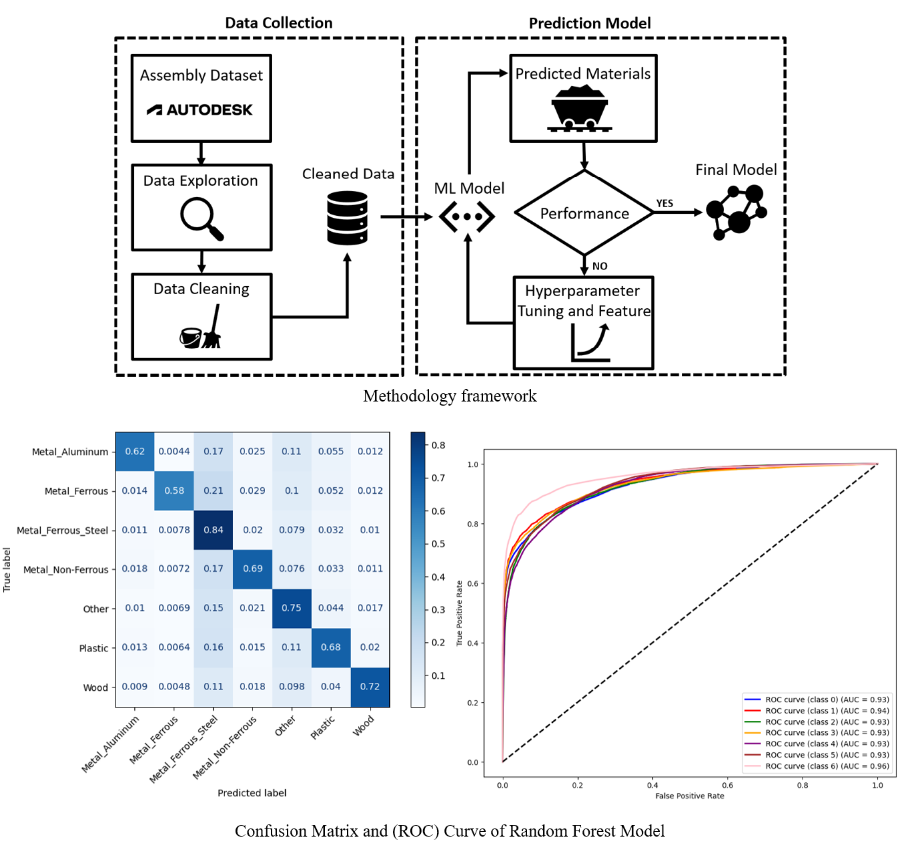 Data Collection
Prediction Model
Assembly Dataset
AUTODESK
Data Exploration
Data Cleaning
Cleaned Data
ML Model
Predicted Materials
Performance
YES
NO
Final Model
Hyperparameter
Tuning and Feature
Methodology framework
True label
Metal_Aluminum 0.62 0.0044 0.17 0.025 0.11 0.055 0.012
Metal_Ferrous 0.014 0.58 0.21 0.029 0.1 0.052 0.012
Metal_Ferrous_Steel 0.011 0.0078 0.84 0.02 0.079 0.032 0.01
Metal_Non-Ferrous 0.018 0.0072 0.17 0.69 0.076 0.033 0.011
Other 0.01 0.0069 0.15 0.021 0.75 0.044 0.017
Plastic 0.013 0.0064 0.16 0.015 0.11 0.68 0.02
Wood 0.009 0.0048 0.11 0.018 0.098 0.04 0.72
Metal_Aluminum
Metal_Ferrous
Metal_Ferrous_Steel
Metal_Non-Ferrous
Other
Plastic
Wood
Predicted label
0.8
0.7
0.6
0.5
0.4
0.3
0.2
0.1
True Positive Rate
1.0
0.8
0.6
0.4
0.2
0.0
ROC curve (class 0) (AUC = 0.93)
ROC curve (class 1) (AUC = 0.94)
ROC curve (class 2) (AUC = 0.93)
ROC curve (class 3) (AUC = 0.93)
ROC curve (class 4) (AUC = 0.93)
ROC curve (class 5) (AUC = 0.93)
ROC curve (class 6) (AUC = 0.96)
0.0 0.2 0.4 0.6 0.8 1.0
False Positive Rate
Confusion Matrix and (ROC) Curve of Random Forest Model